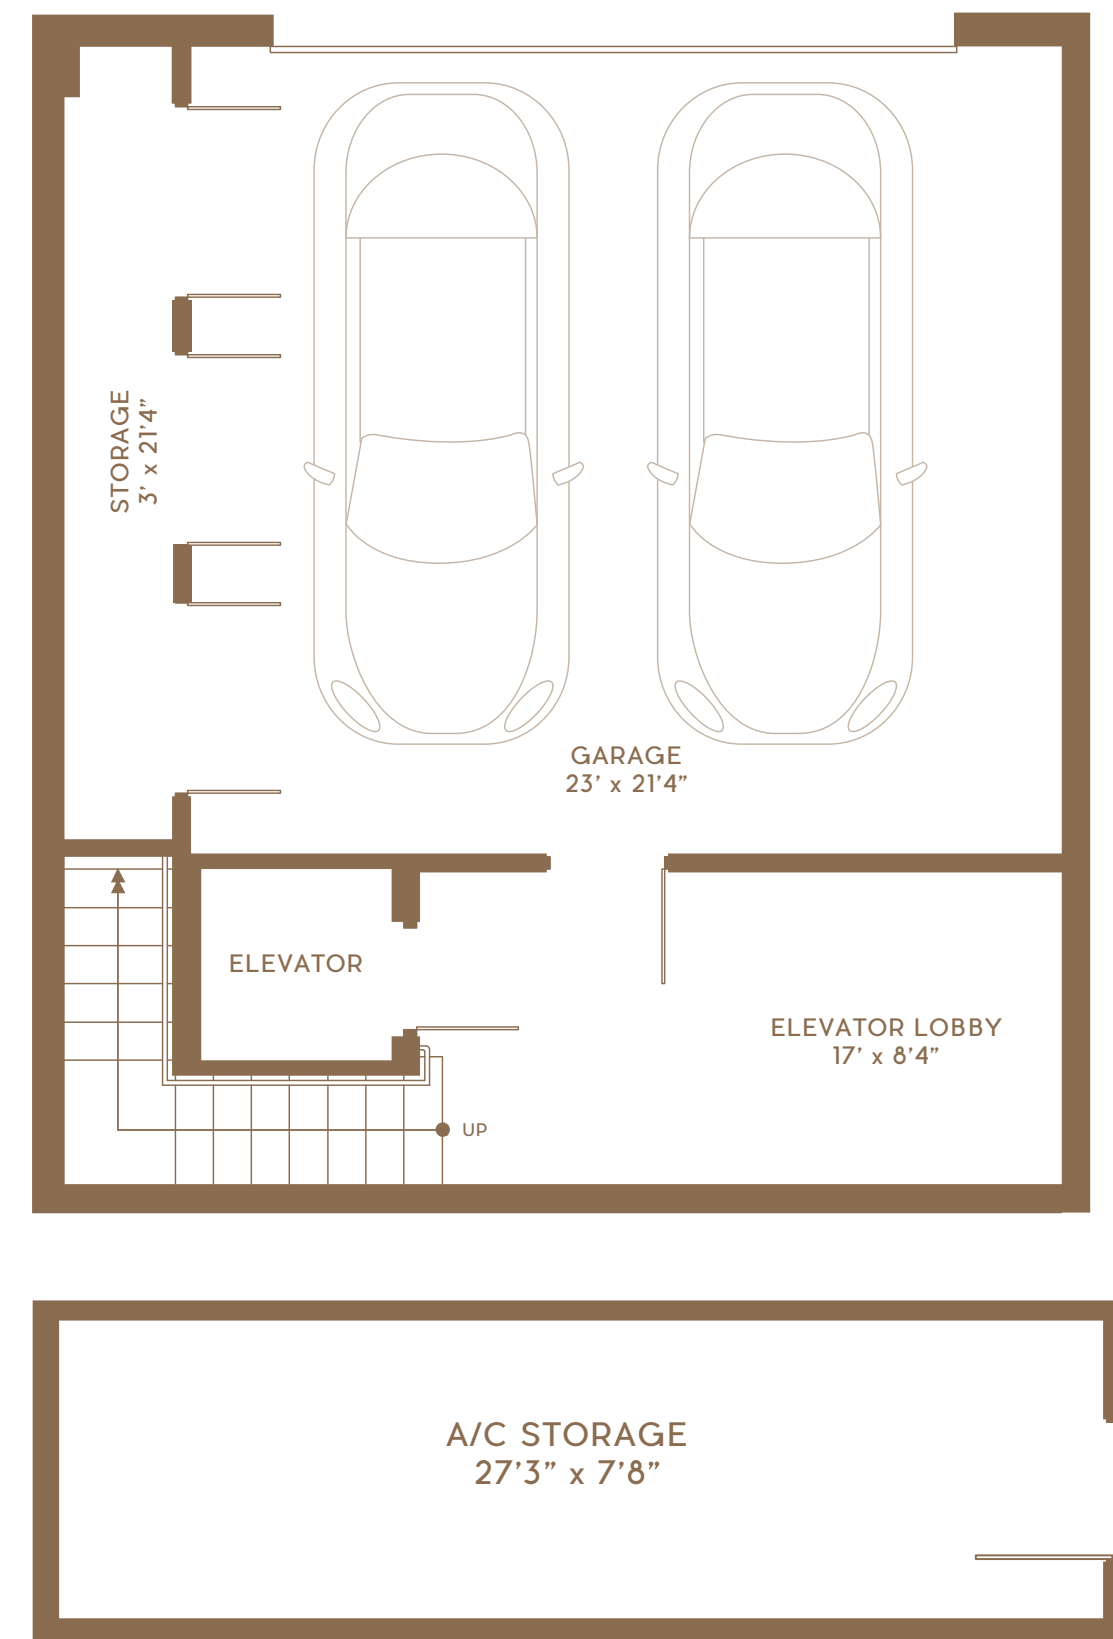 STORAGE
3’ x 21’4”
GARAGE
23’ x 21’4”
ELEVATOR
ELEVATOR LOBBY
17’ x 8’4”
UP
A/C STORAGE
27’3” x 7’8”